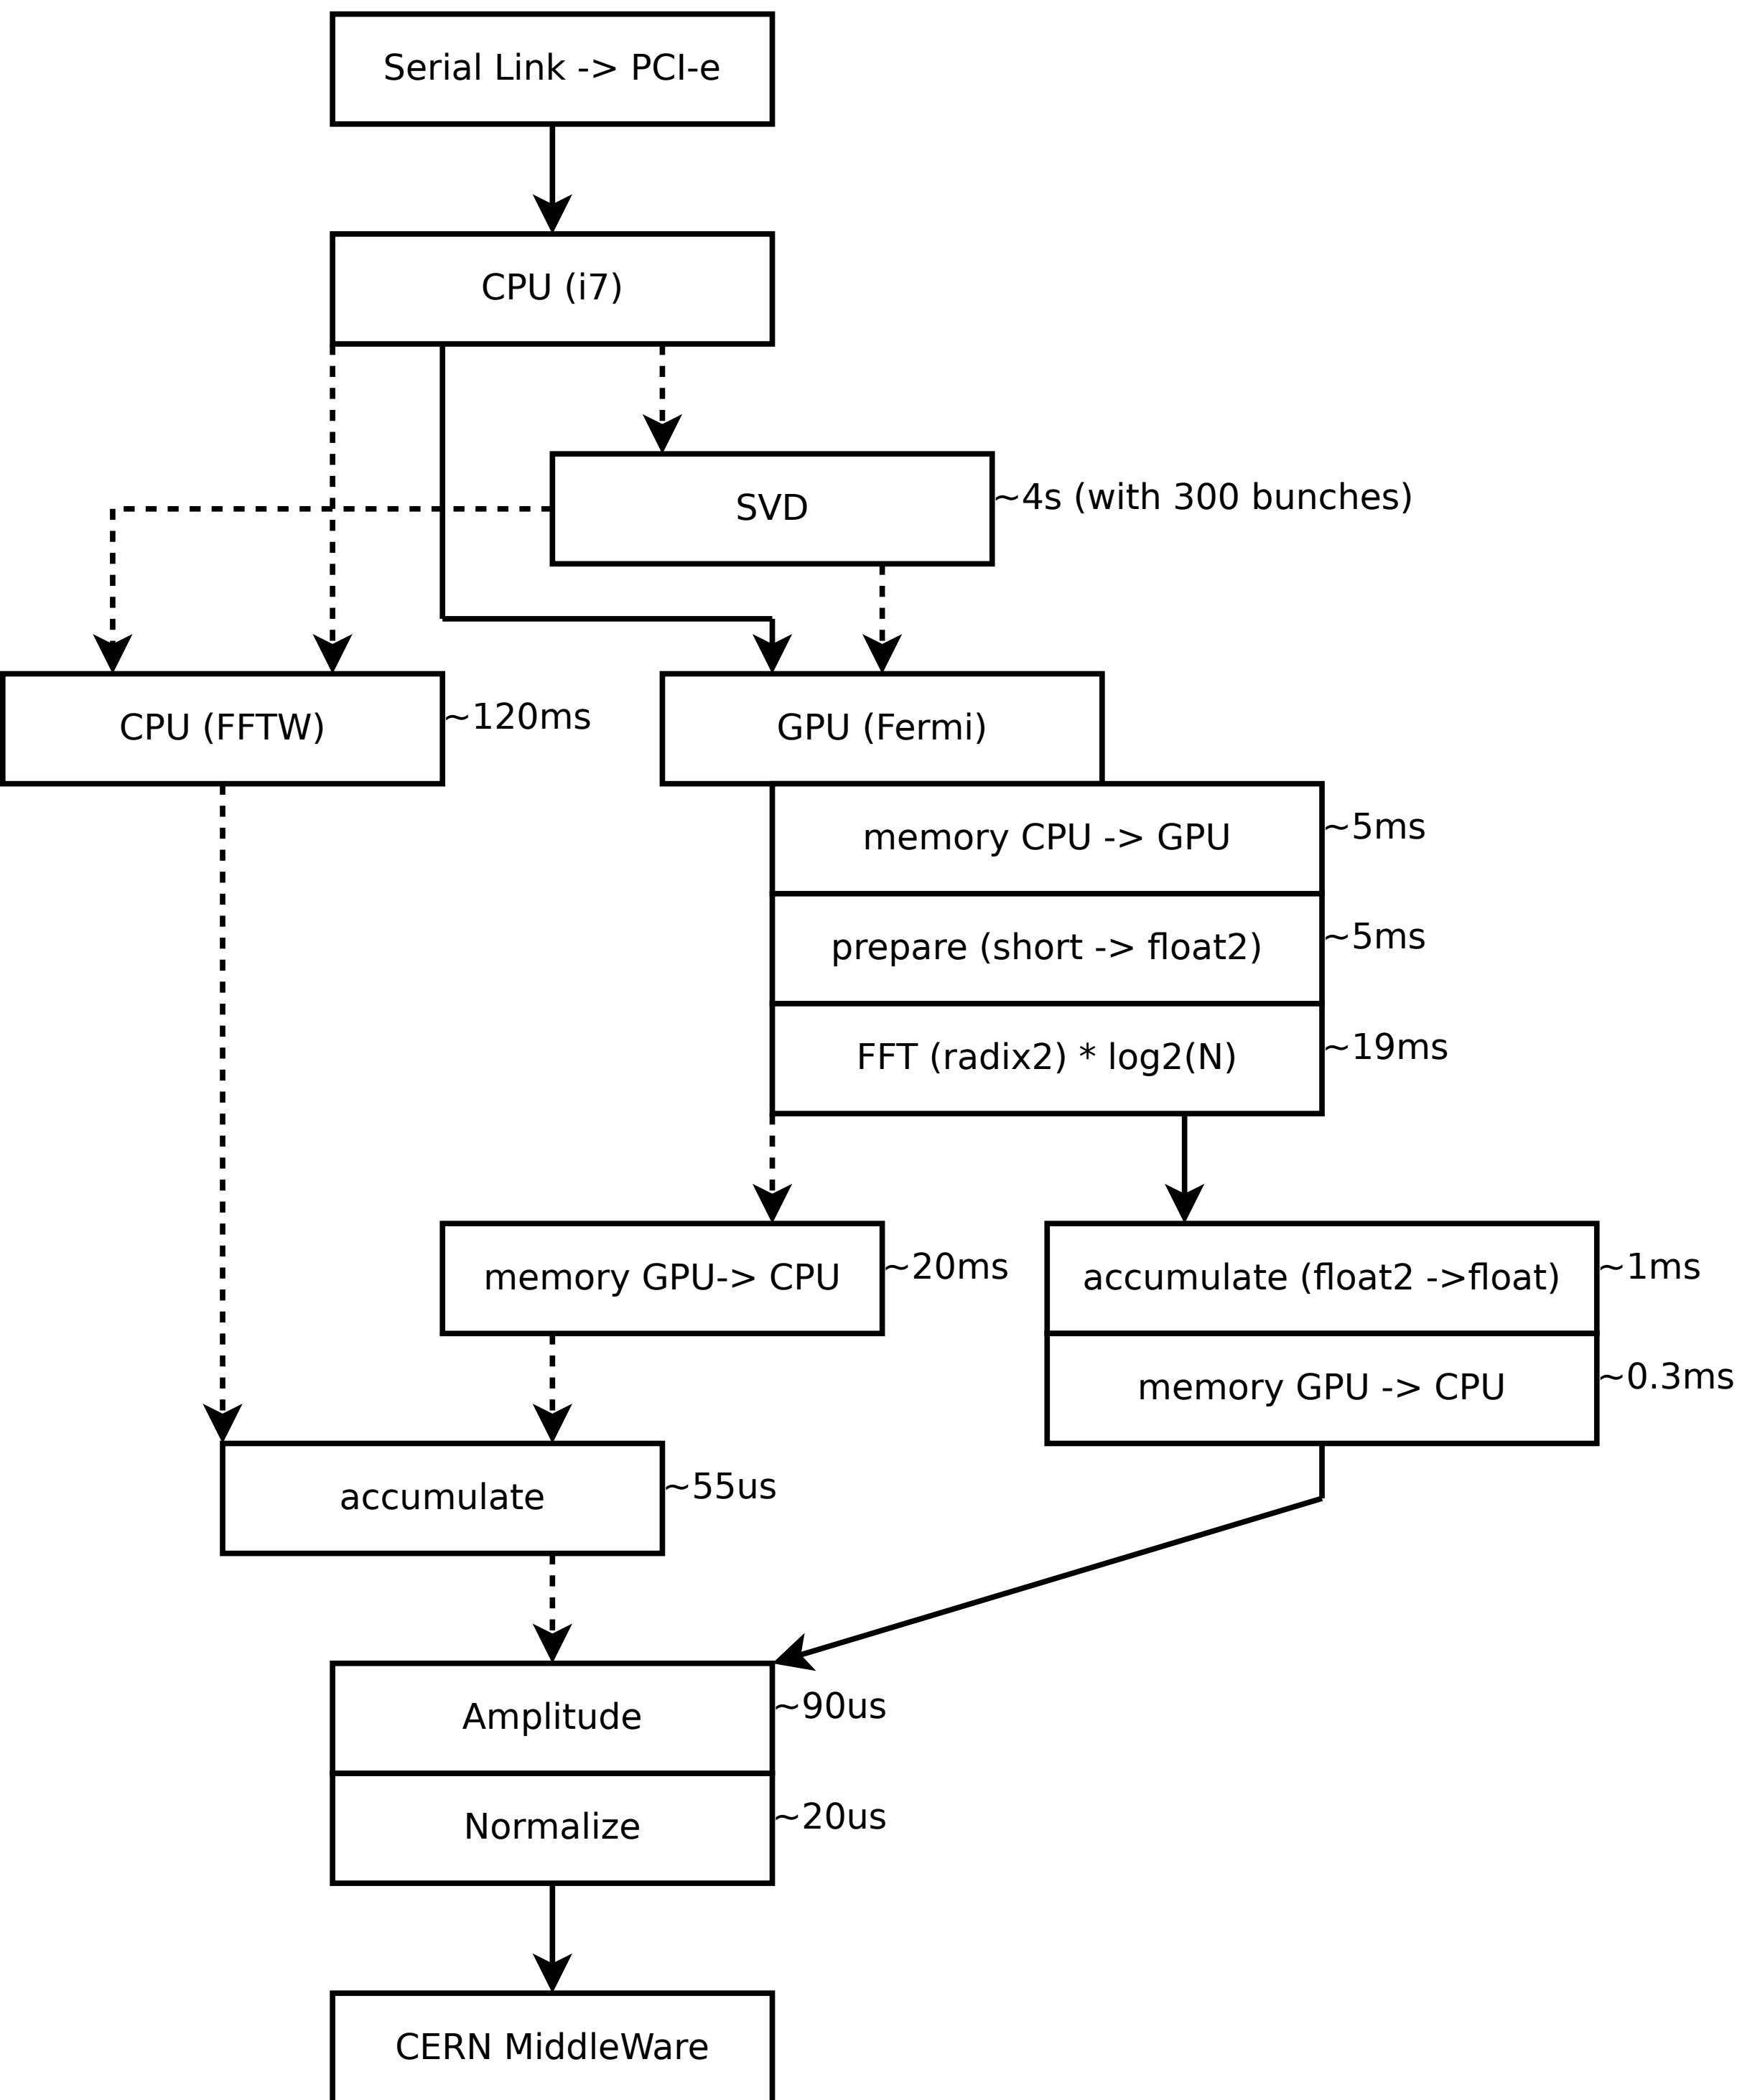 Serial Link -> PCI-e
CPU (i7)
SVD
~4s (with 300 bunches)
CPU (FFTW)
~120ms
GPU (Fermi)
memory CPU -> GPU
~5ms
prepare (short -> float2)
~5ms
FFT (radix2) * log2(N)
~19ms
memory GPU-> CPU
~20ms
accumulate (float2 ->float)
~1ms
memory GPU -> CPU
~0.3ms
accumulate
~55us
Amplitude
~90us
Normalize
~20us
CERN MiddleWare